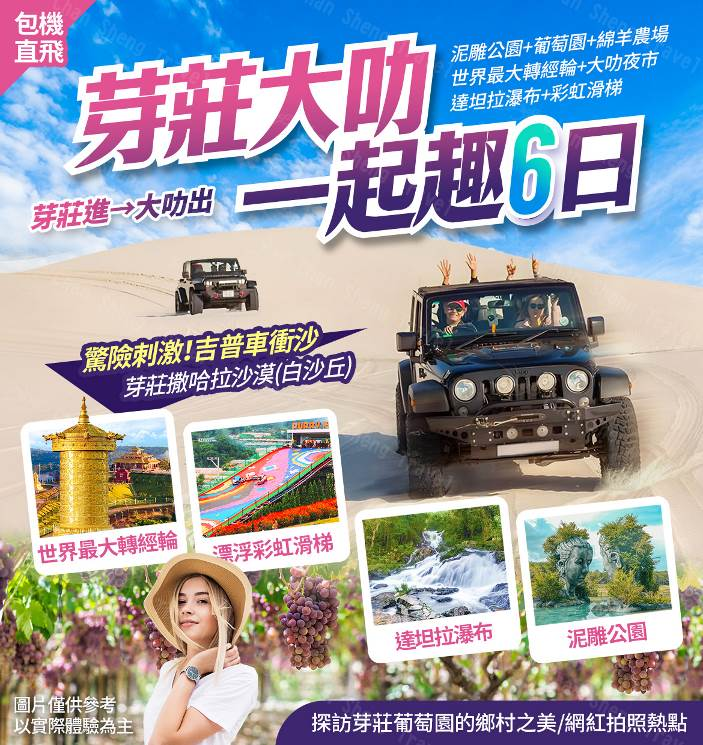 包機
直飛
芽莊大叻
一起趣6日
泥雕公園+葡萄園+綿羊農場
世界最大轉經輪+大叻夜市
達坦拉瀑布+彩虹滑梯
芽莊進→大叻出
驚險刺激!吉普車衝沙
芽莊撒哈拉沙漠(白沙丘)
世界最大轉經輪
漂浮彩虹滑梯
達坦拉瀑布
泥雕公園
圖片僅供參考
以實際體驗為主
探訪芽莊葡萄園的鄉村之美/網紅拍照熱點